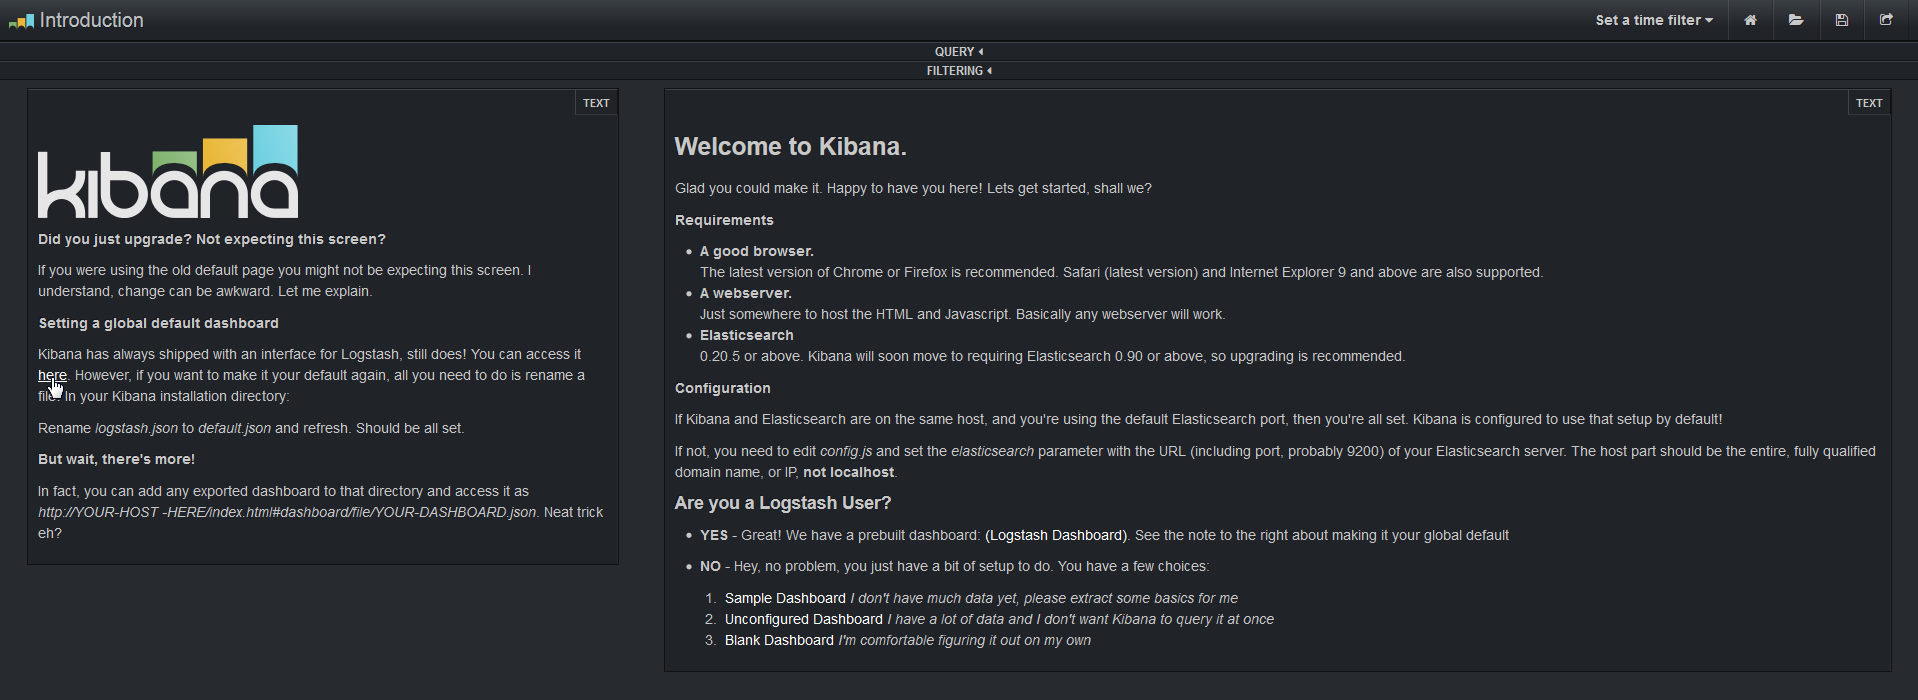 Introduction
Set a time filter
QUERY
FILTERING
TEXT
kibana
Did you just upgrade? Not expecting this screen?
If you were using the old default page you might not be expecting this screen. I
understand, change can be awkward. Let me explain.
Setting a global default dashboard
Kibana has always shipped with an interface for Logstash, still does! You can access it
here. However, if you want to make it your default again, all you need to do is rename a
file. In your Kibana installation directory:
Rename logstash.json to default.json and refresh. Should be all set.
But wait, there's more!
In fact, you can add any exported dashboard to that directory and access it as
http://YOUR-HOST -HERE/index.html#dashboard/file/YOUR-DASHBOARD.json. Neat trick
eh?
TEXT
Welcome to Kibana.
Glad you could make it. Happy to have you here! Lets get started, shall we?
Requirements
• A good browser.
The latest version of Chrome or Firefox is recommended. Safari (latest version) and Internet Explorer 9 and above are also supported.
• A webserver.
Just somewhere to host the HTML and Javascript. Basically any webserver will work.
• Elasticsearch
0.20.5 or above. Kibana will soon move to requiring Elasticsearch 0.90 or above, so upgrading is recommended.
Configuration
If Kibana and Elasticsearch are on the same host, and you're using the default Elasticsearch port, then you're all set. Kibana is configured to use that setup by default!
If not, you need to edit config.js and set the elasticsearch parameter with the URL (including port, probably 9200) of your Elasticsearch server. The host part should be the entire, fully qualified
domain name, or IP, not localhost.
Are you a Logstash User?
• YES - Great! We have a prebuilt dashboard: (Logstash Dashboard). See the note to the right about making it your global default
• NO - Hey, no problem, you just have a bit of setup to do. You have a few choices:
1. Sample Dashboard I don't have much data yet, please extract some basics for me
2. Unconfigured Dashboard I have a lot of data and I don't want Kibana to query it at once
3. Blank Dashboard I'm comfortable figuring it out on my own